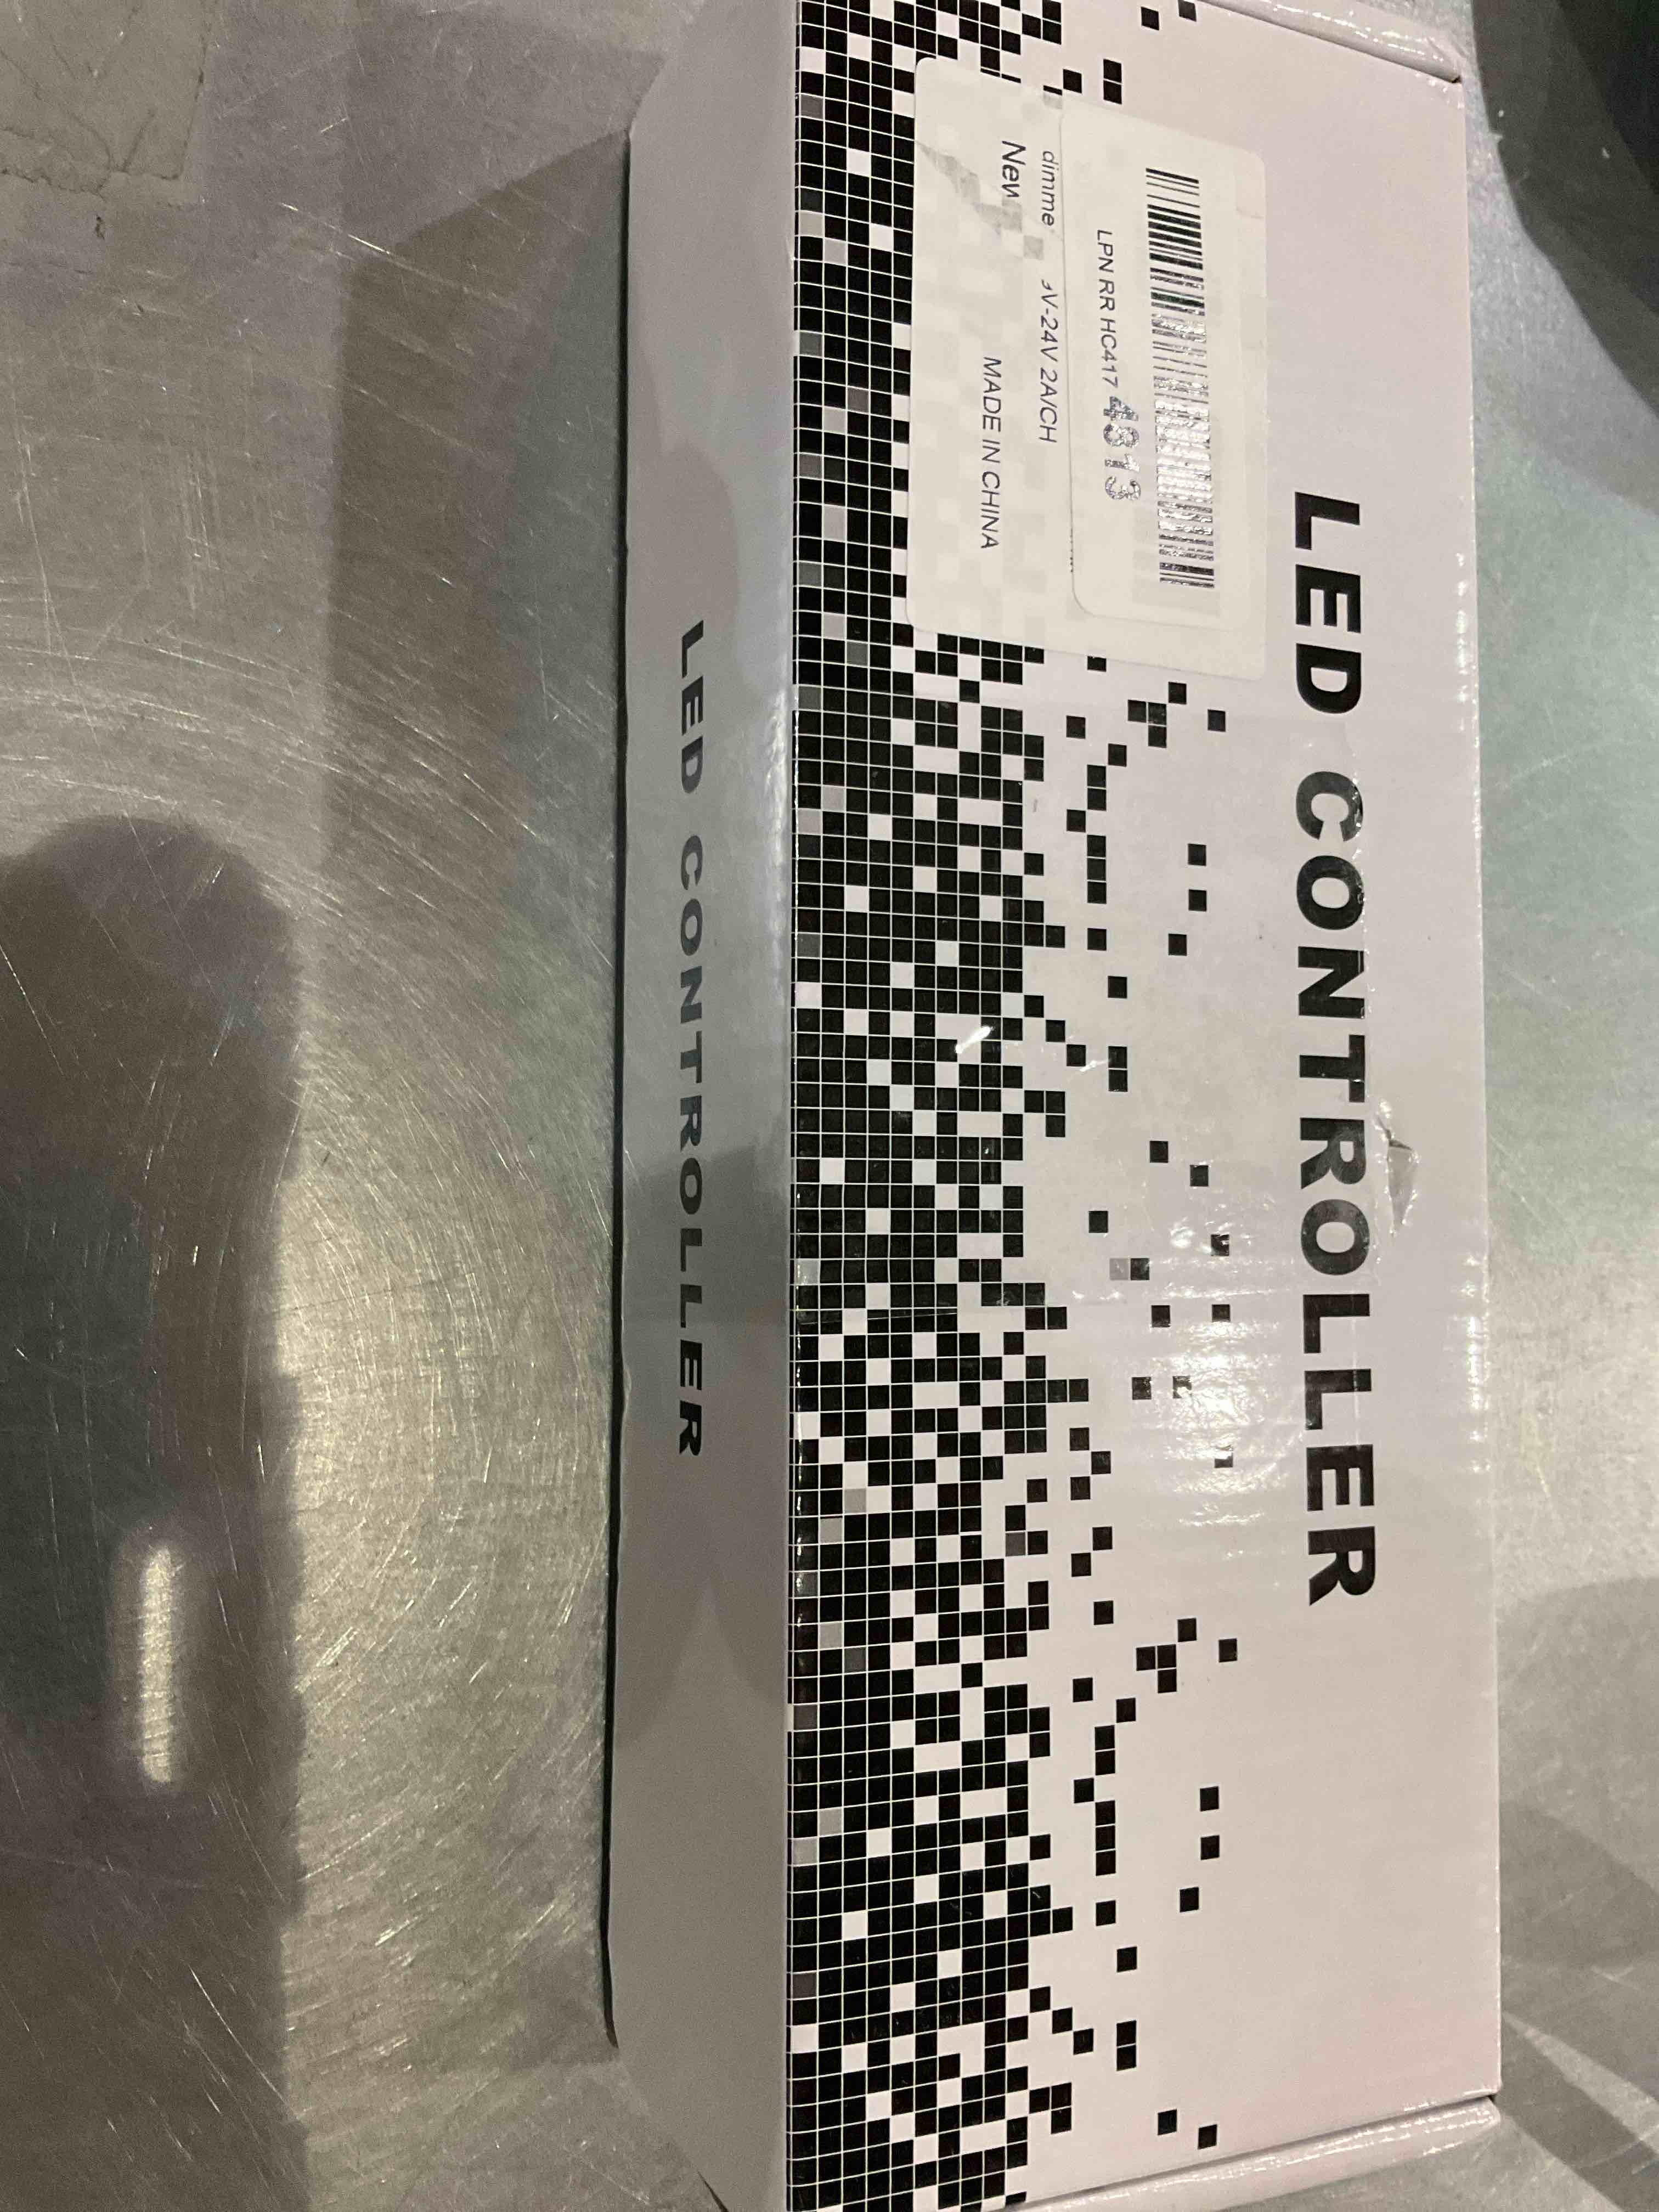 LED CONTROLLER
LPN RR HC417 4813
dimme V-24V 2A/CH
New
MADE IN CHINA
LED CONTROLLER